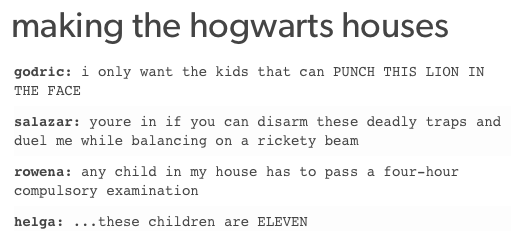 making the hogwarts houses
godric: i only want the kids that can PUNCH THIS LION IN
THE FACE
salazar: youre in if you can disarm these deadly traps and
duel me while balancing on a rickety beam
rowena: any child in my house has to pass a four-hour
compulsory examination
helga: ...these children are ELEVEN